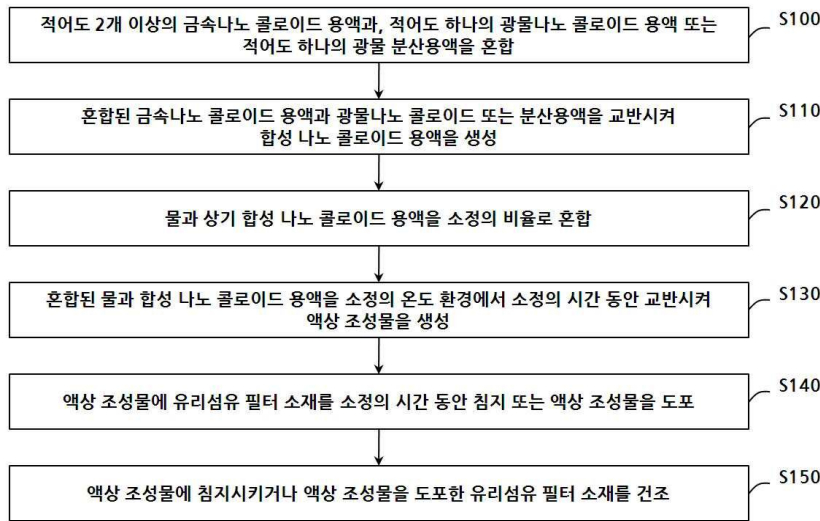 적어도 2개 이상의 금속나노 콜로이드 용액과, 적어도 하나의 광물나노 콜로이드 용액 또는
적어도 하나의 광물 분산용액을 혼합
S100
혼합된 금속나노 콜로이드 용액과 광물나노 콜로이드 또는 분산용액을 교반시켜
합성 나노 콜로이드 용액을 생성
S110
물과 상기 합성 나노 콜로이드 용액을 소정의 비율로 혼합
S120
혼합된 물과 합성 나노 콜로이드 용액을 소정의 온도 환경에서 소정의 시간 동안 교반시켜
액상 조성물을 생성
S130
액상 조성물에 유리섬유 필터 소재를 소정의 시간 동안 침지 또는 액상 조성물을 도포
S140
액상 조성물에 침지시키거나 액상 조성물을 도포한 유리섬유 필터 소재를 건조
S150